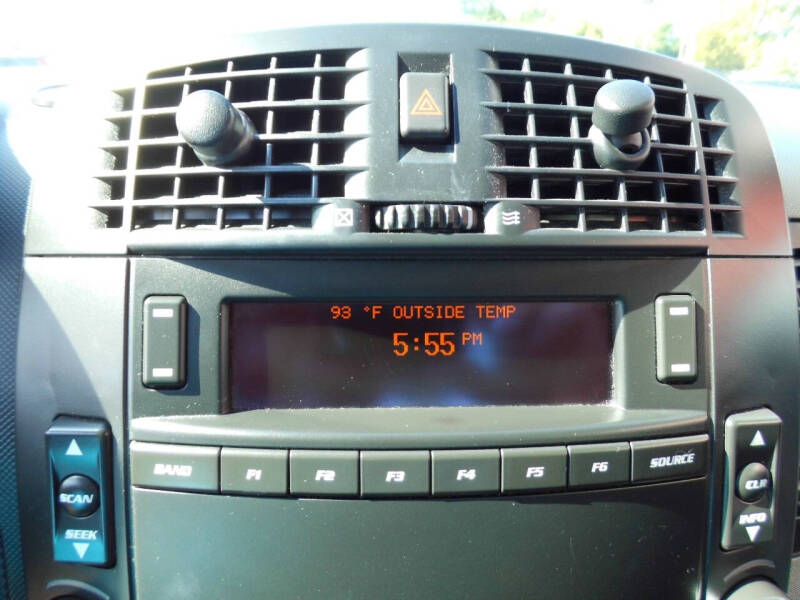 93 °F OUTSIDE TEMP
5:55 PM
BAND F1 F2 F3 F4 F5 F6 SOURCE
SCAN
SEEK
CLR
INFO